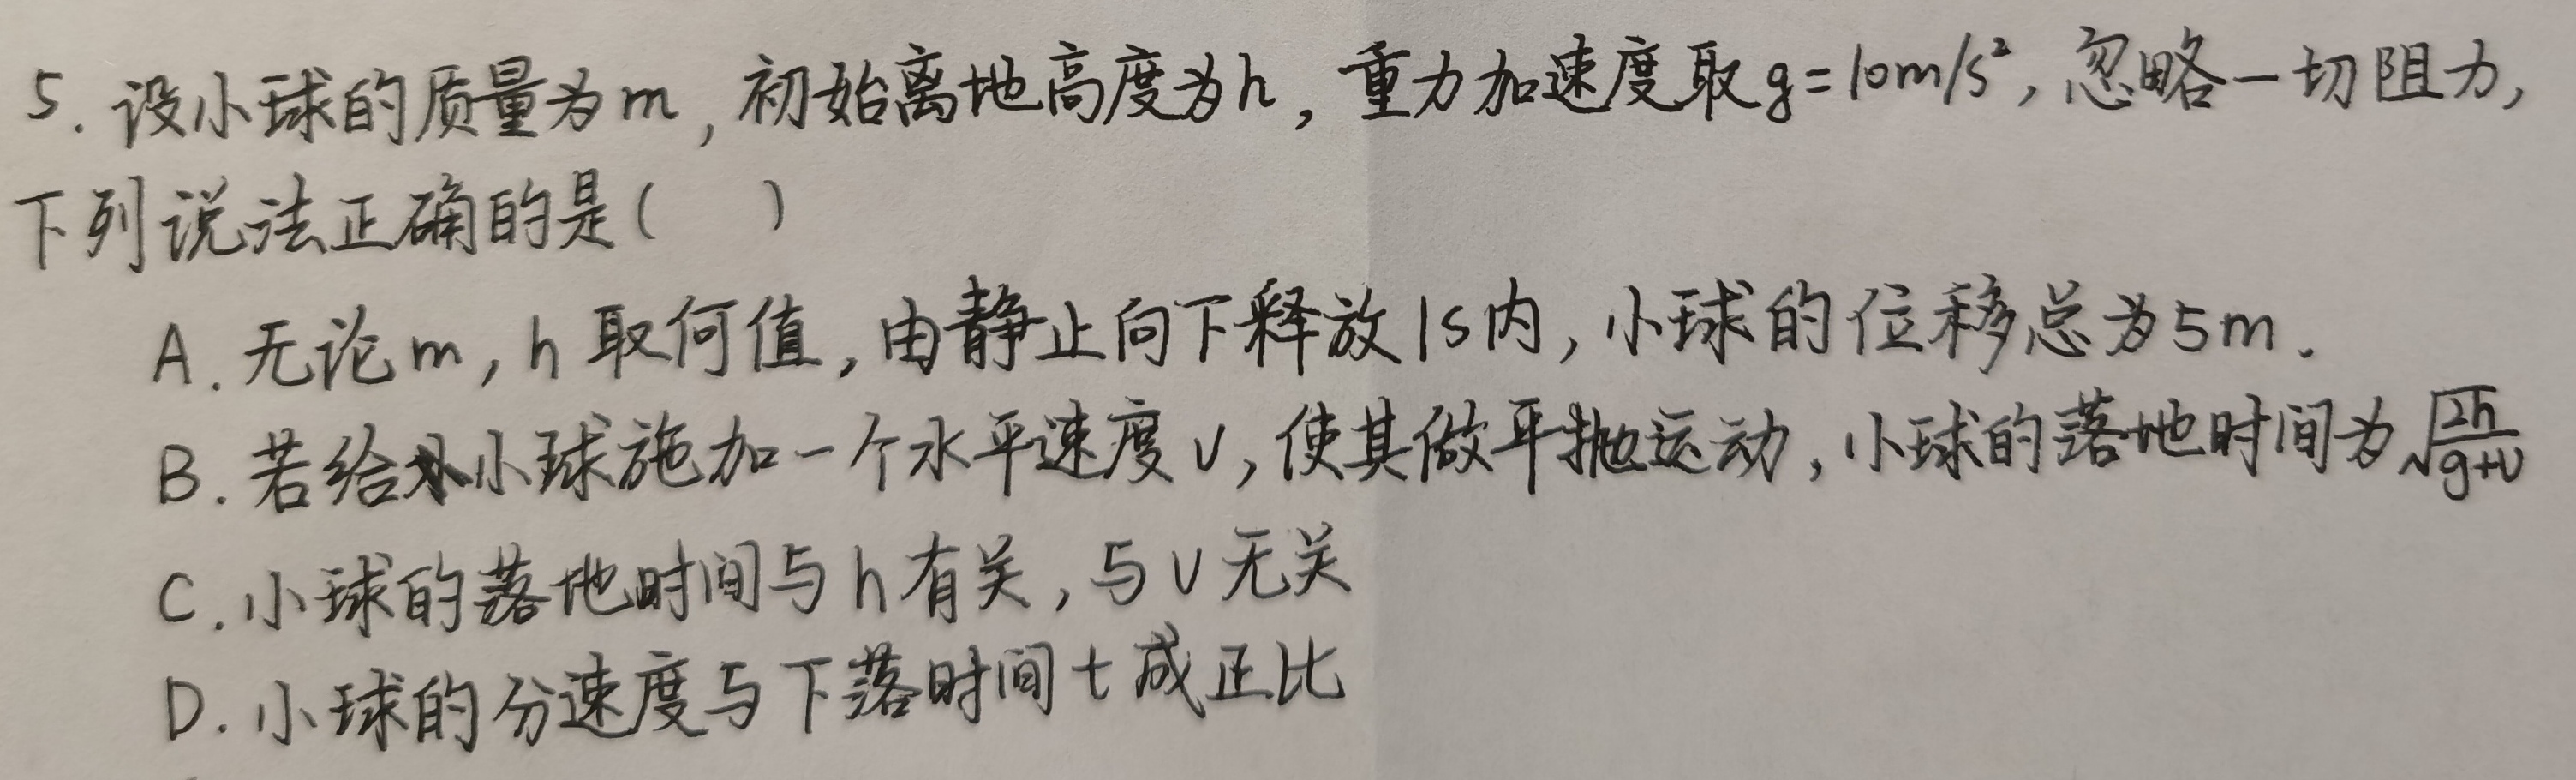 5. 设小球的质量为m, 初始离地高度为h, 重力加速度取g=10m/s², 忽略一切阻力,
下列说法正确的是( )
A. 无论m, h取何值, 由静止向下释放1s内, 小球的位移总为5m.
B. 若给小球施加一个水平速度v, 使其做平抛运动, 小球的落地时间为√(2h/(g+v))
C. 小球的落地时间与h有关, 与v无关
D. 小球的分速度与下落时间t成正比